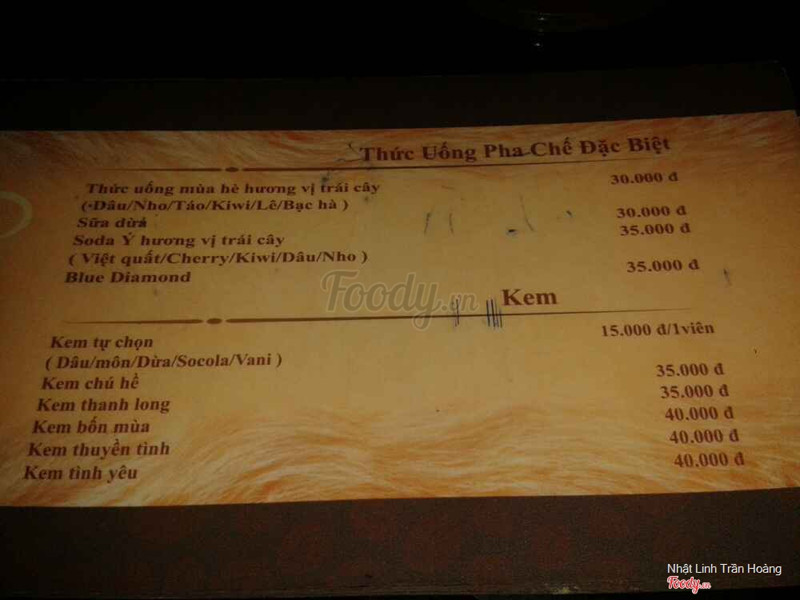 Thức Uống Pha Chế Đặc Biệt
Thức uống mùa hè hương vị trái cây 30.000 đ
( Dâu/Nho/Táo/Kiwi/Lê/Bạc hà )
Sữa dừa 30.000 đ
Soda Ý hương vị trái cây 35.000 đ
( Việt quất/Cherry/Kiwi/Dâu/Nho )
Blue Diamond 35.000 đ
Foody.vn
Kem
Kem tự chọn 15.000 đ/1viên
( Dâu/môn/Dừa/Socola/Vani )
Kem chú hề 35.000 đ
Kem thanh long 35.000 đ
Kem bốn mùa 40.000 đ
Kem thuyền tình 40.000 đ
Kem tình yêu 40.000 đ
Nhật Linh Trần Hoàng
Foody.vn